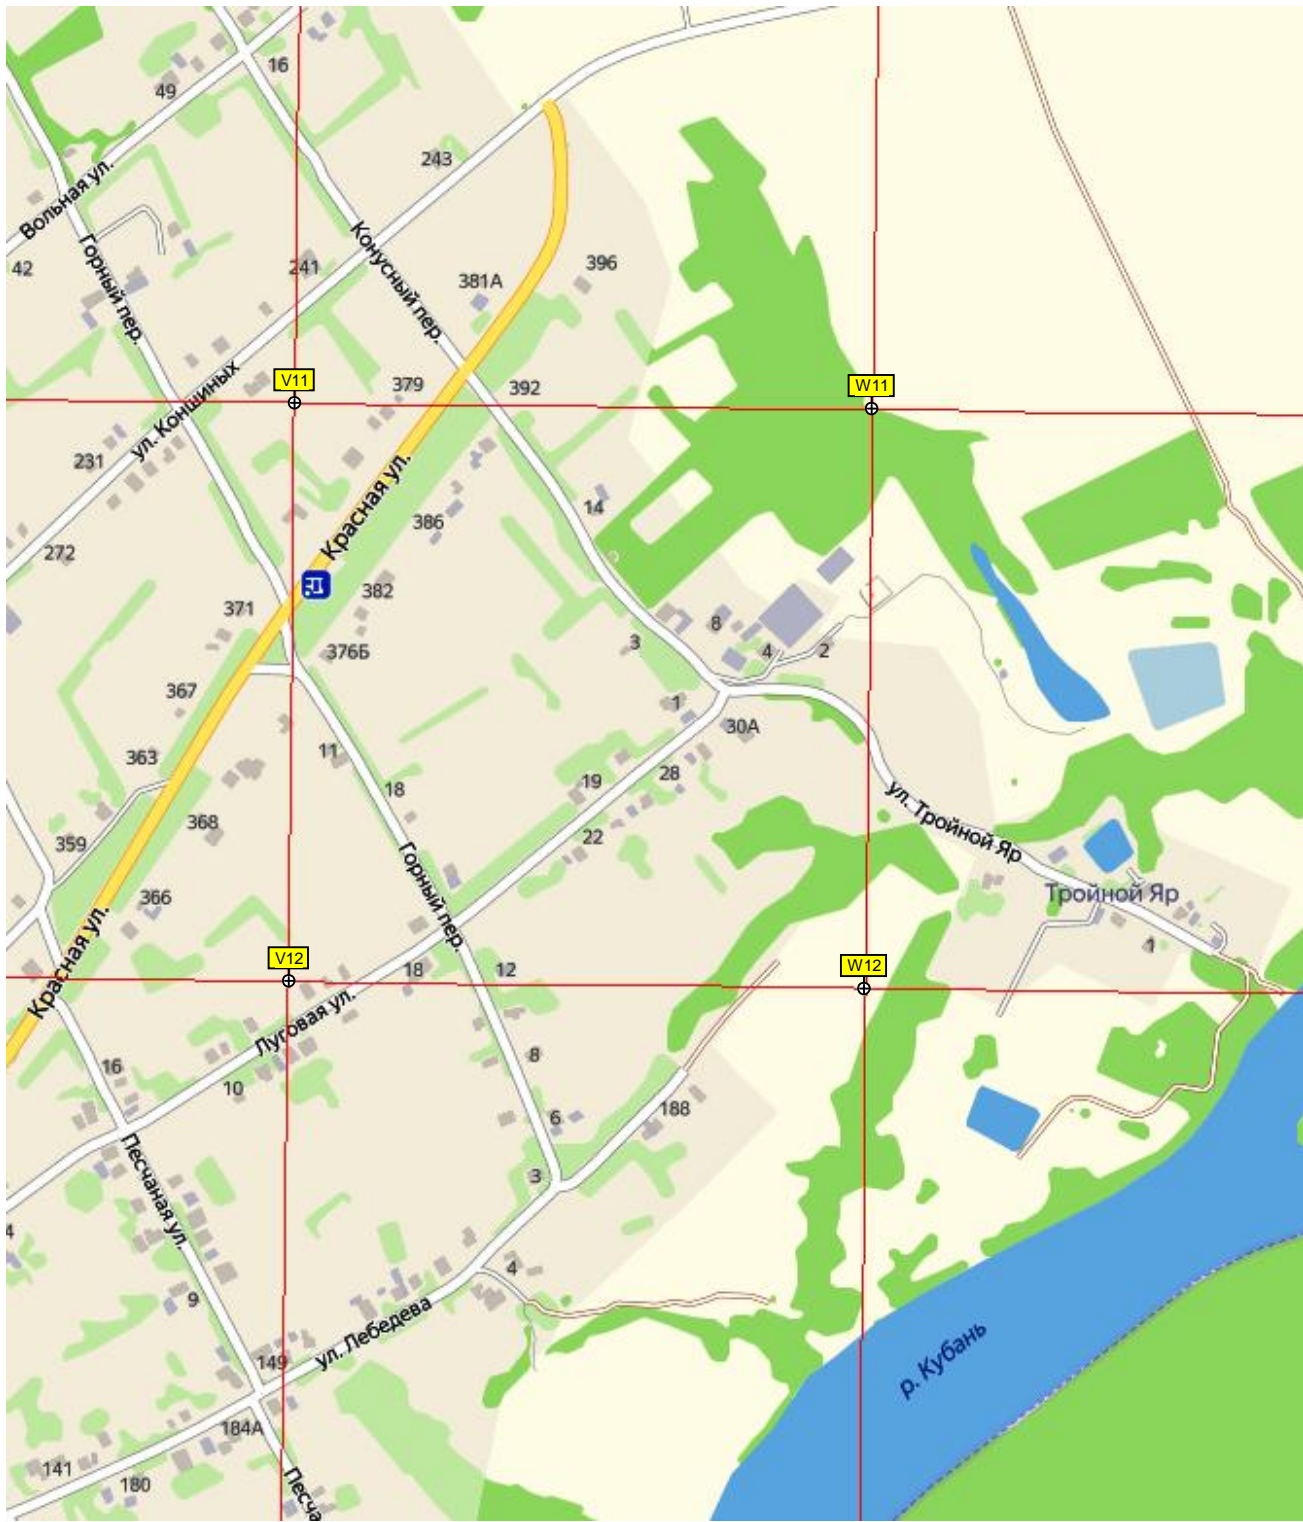 16
49
243
Вольная ул.
42
Горный пер.
241
Конусный пер.
381А
396
V11
379
392
W11
ул. Коншиных
231
Красная ул.
14
386
272
382
371
376Б
8
3
4
2
367
1
30А
363
11
18
19
28
ул. Тройной Яр
359
368
22
366
Горный пер.
Тройной Яр
1
Красная ул.
V12
18
12
W12
Луговая ул.
16
10
8
6
188
Песчаная ул.
3
4
4
9
р. Кубань
ул. Лебедева
149
184А
141
180
Песча